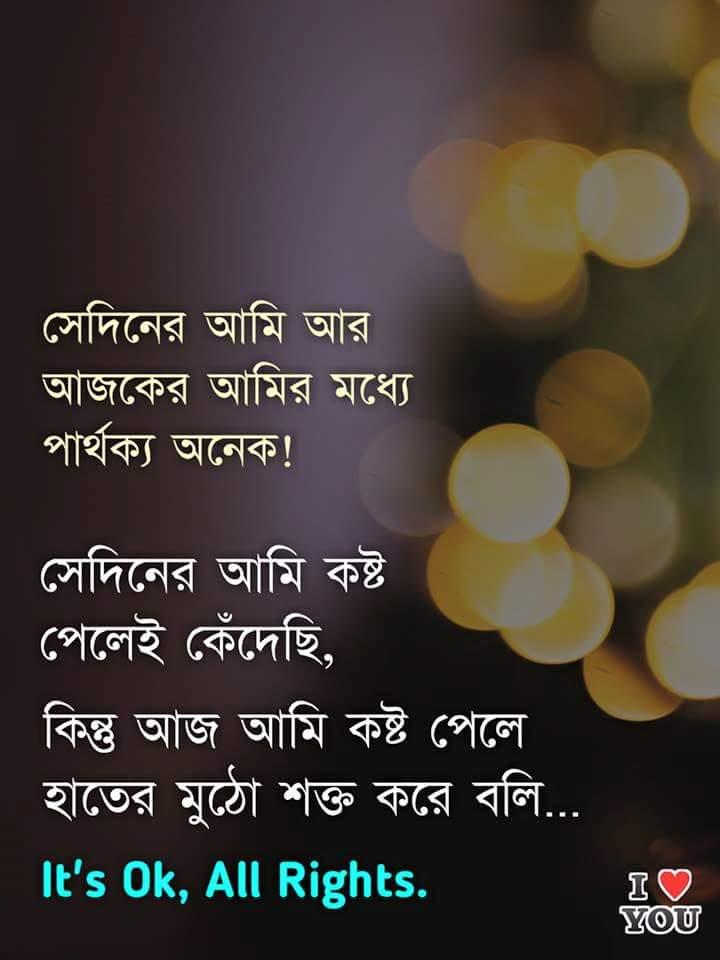 সেদিনের আমি আর
আজকের আমির মধ্যে
পার্থক্য অনেক!
সেদিনের আমি কষ্ট
পেলেই কেঁদেছি,
কিন্তু আজ আমি কষ্ট পেলে
হাতের মুঠো শক্ত করে বলি...
It's Ok, All Rights.
I ❤
YOU